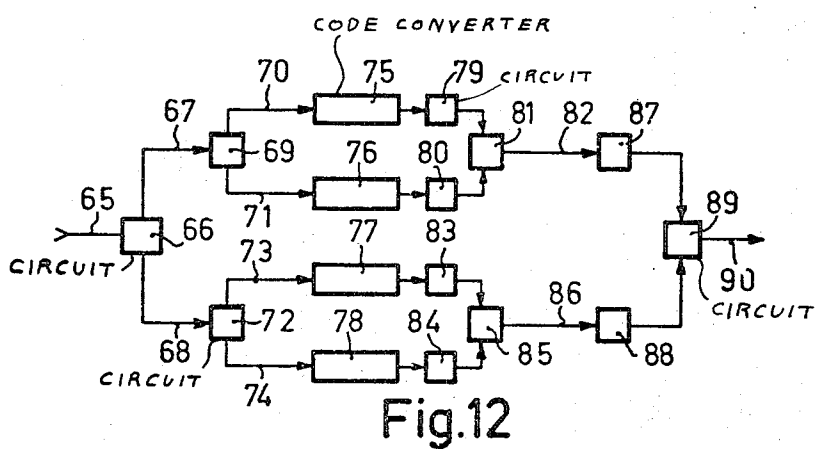 CODE CONVERTER
70 75 79 CIRCUIT
67 81 82 87
69 76 80
65 71 89
66 77 83
CIRCUIT 73 90
86 CIRCUIT
72 78 84 85 88
68
CIRCUIT 74
Fig.12